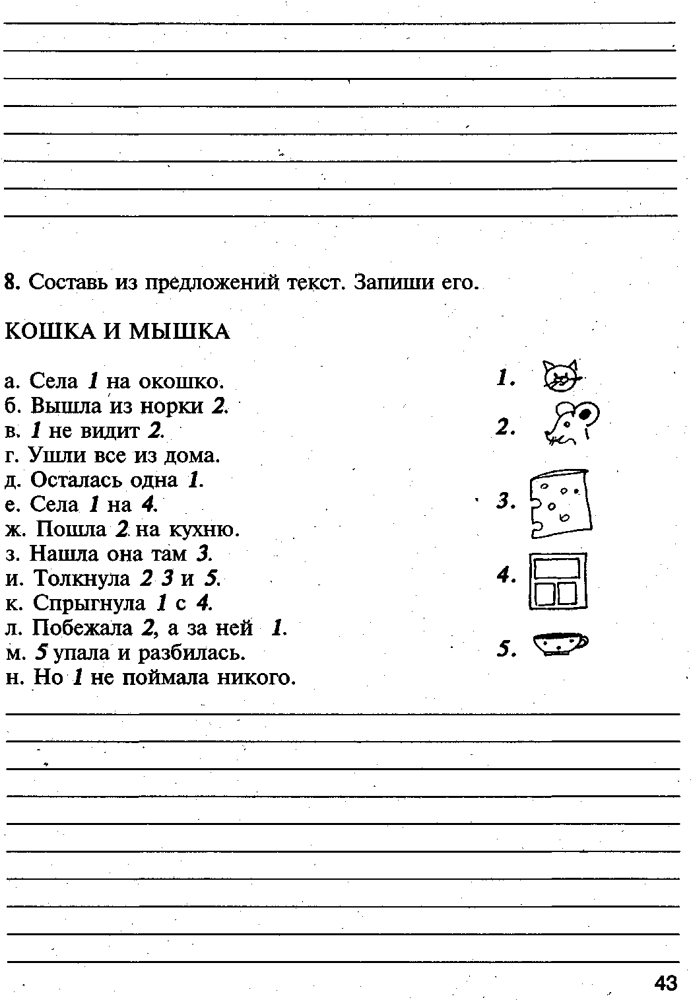 8. Составь из предложений текст. Запиши его.
КОШКА И МЫШКА
а. Села 1 на окошко.
б. Вышла из норки 2.
в. 1 не видит 2.
г. Ушли все из дома.
д. Осталась одна 1.
е. Села 1 на 4.
ж. Пошла 2 на кухню.
з. Нашла она там 3.
и. Толкнула 2 3 и 5.
к. Спрыгнула 1 с 4.
л. Побежала 2, а за ней 1.
м. 5 упала и разбилась.
н. Но 1 не поймала никого.
1.
2.
3.
4.
5.
43